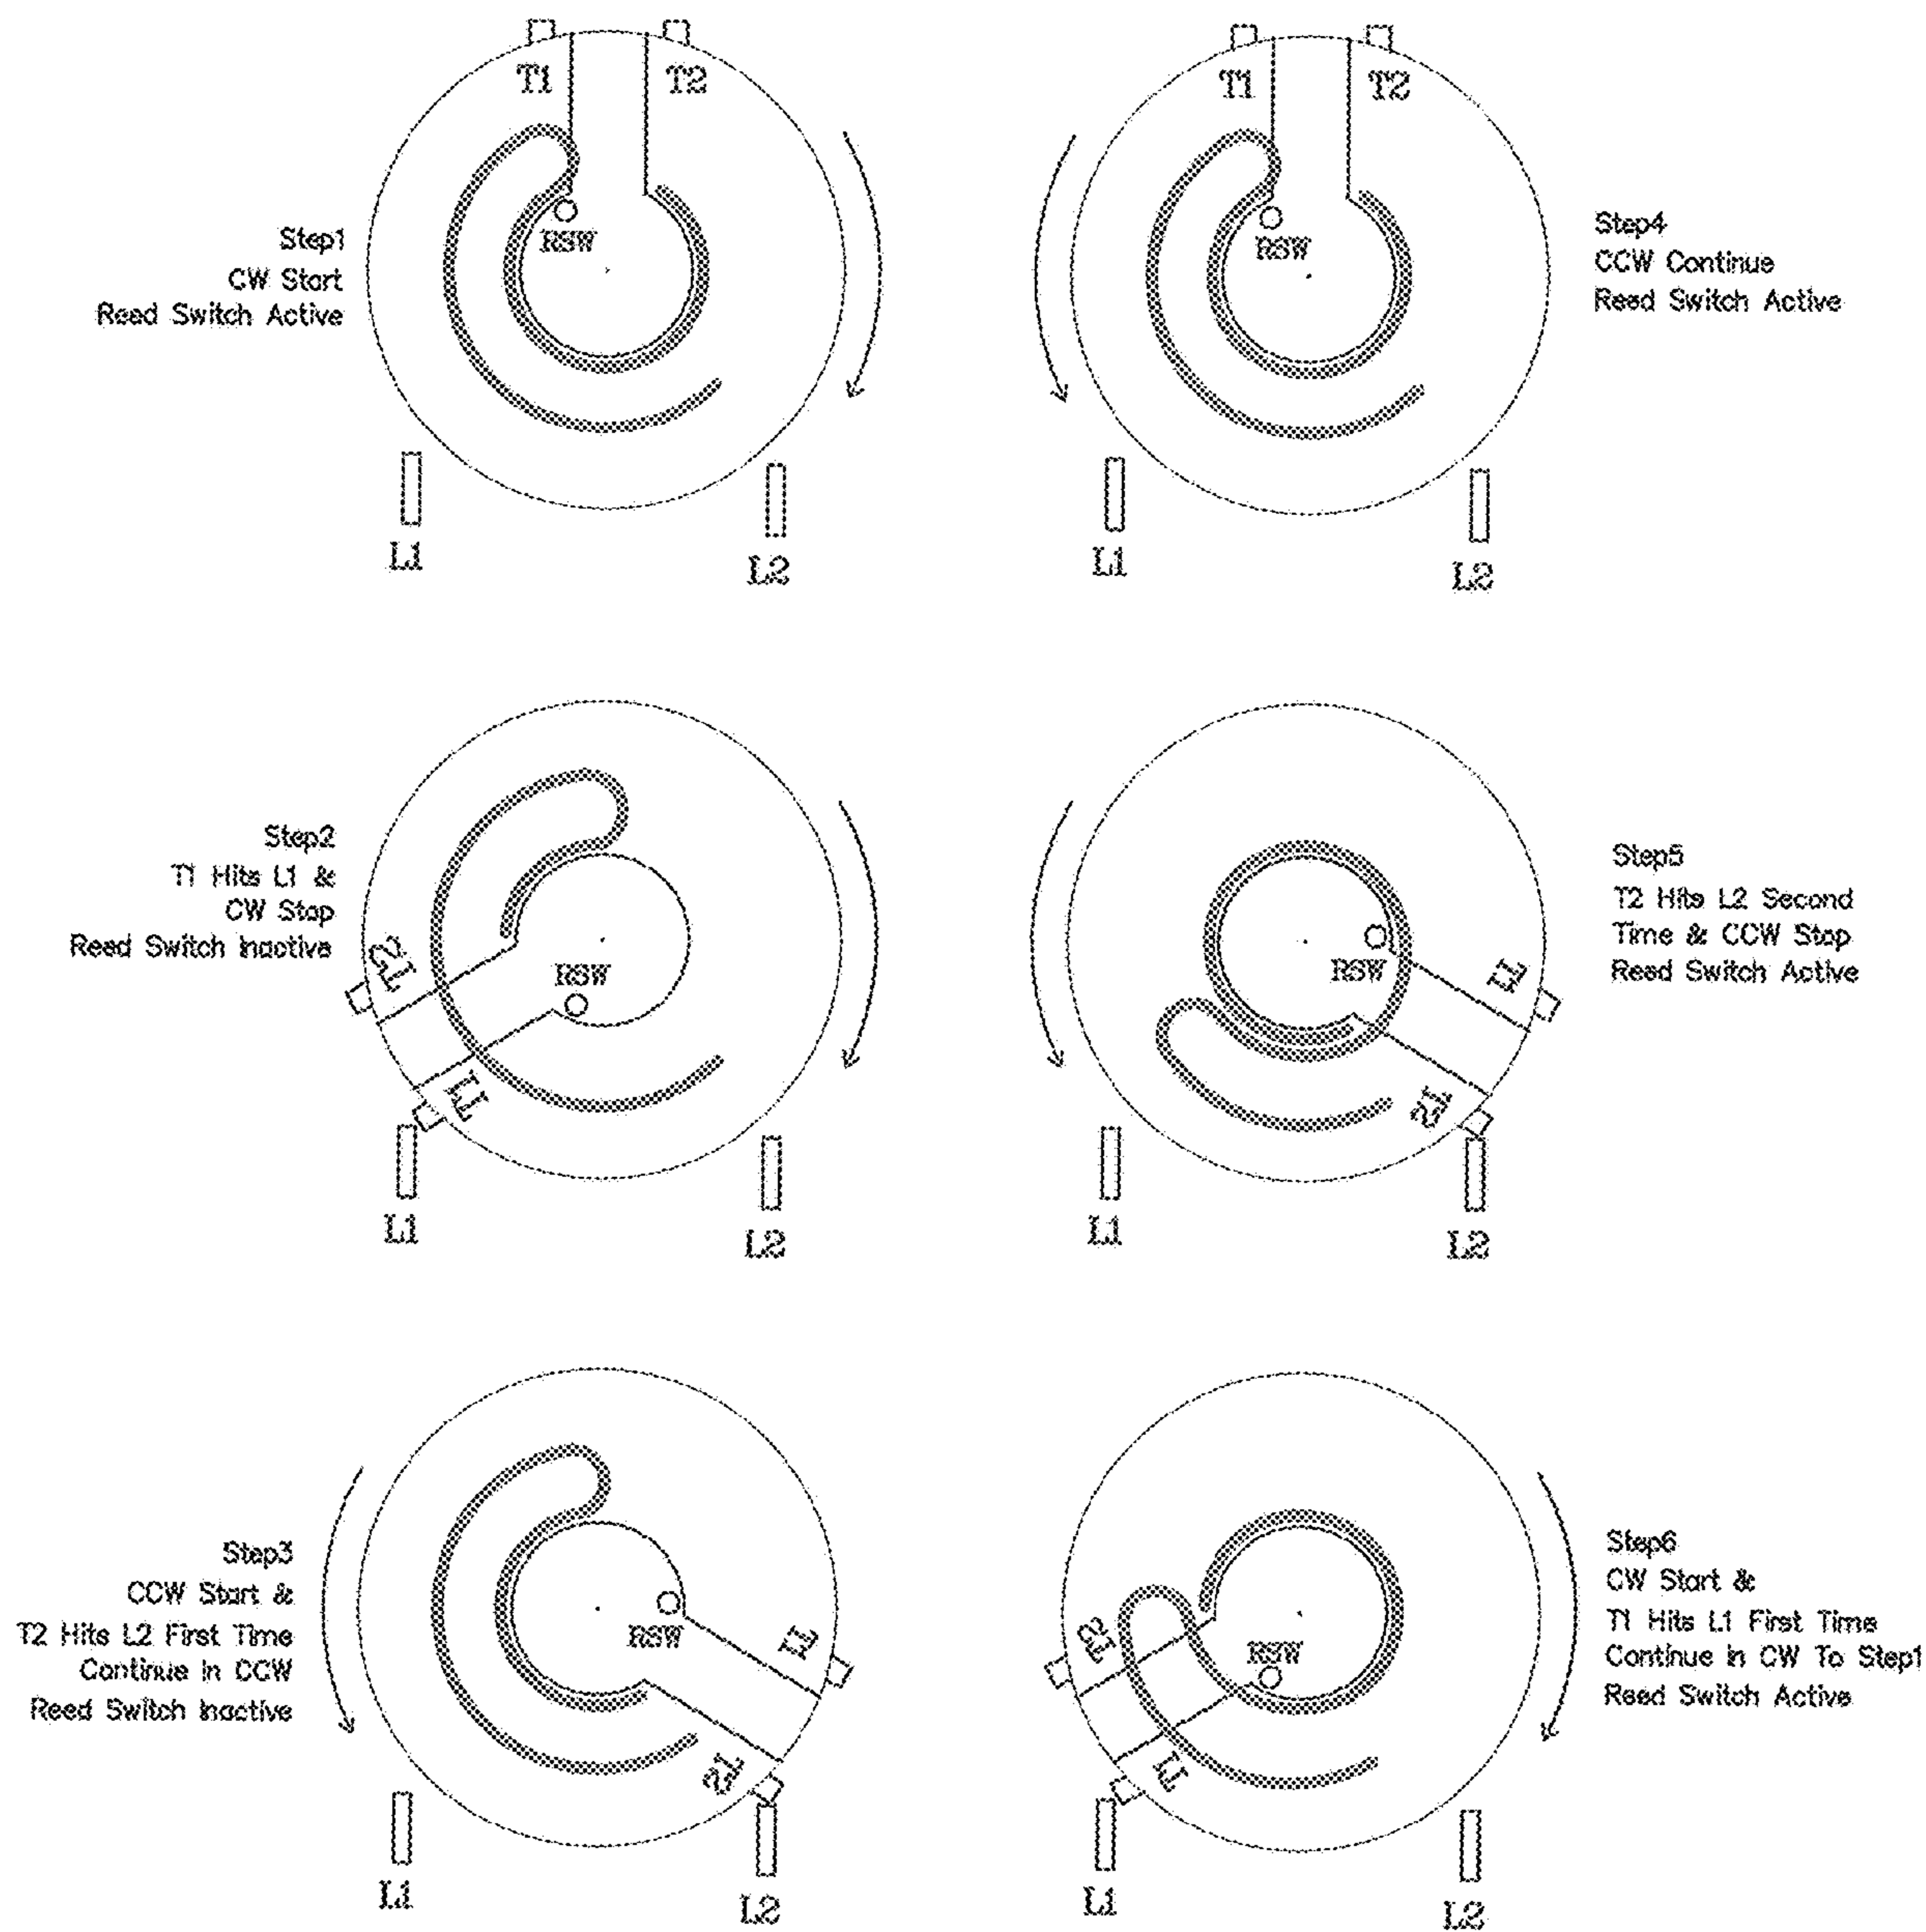 T1
T2
Step1
CW Start
Reed Switch Active
RSW
L1
L2
T1
T2
Step4
CCW Continue
Reed Switch Active
RSW
L1
L2
Step2
T1 Hits L1 &
CW Stop
Reed Switch Inactive
T2
RSW
T1
L1
L2
Step5
T2 Hits L2 Second
Time & CCW Stop
Reed Switch Active
RSW
T1
T2
L1
L2
Step3
CCW Start &
T2 Hits L2 First Time
Continue In CCW
Reed Switch Inactive
RSW
T1
T2
L1
L2
Step6
CW Start &
T1 Hits L1 First Time
Continue In CW To Step1
Reed Switch Active
T2
RSW
T1
L1
L2